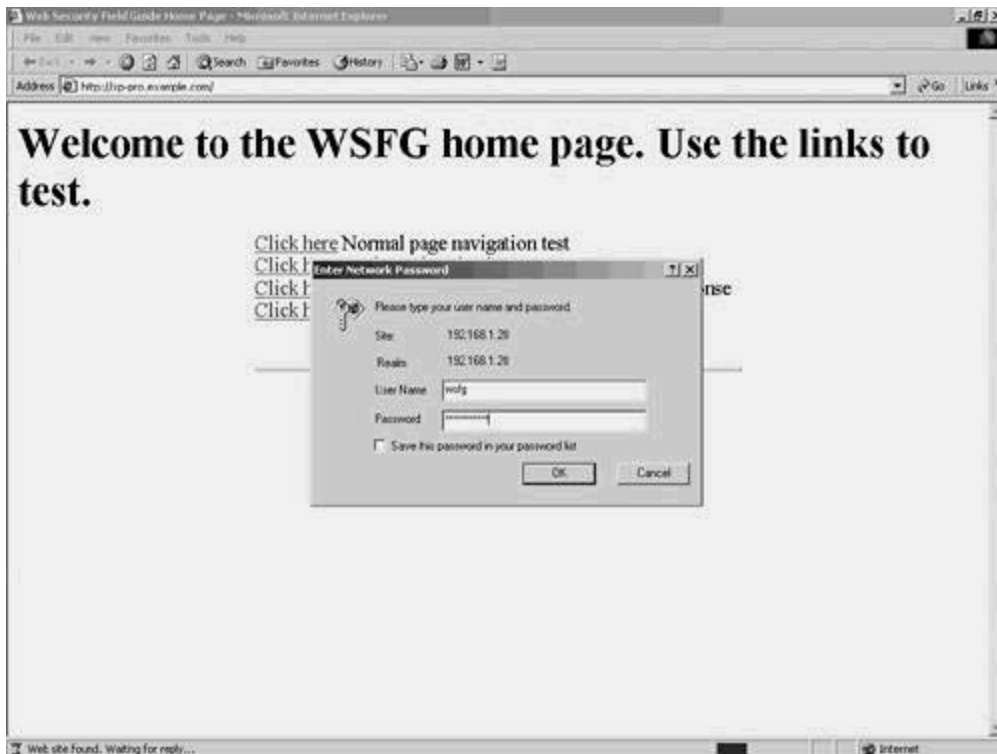 Web Security Field Guide Home Page - Microsoft Internet Explorer
File Edit View Favorites Tools Help
Back Search Favorites History
Address http://xp-pro.example.com/ Go Links
Welcome to the WSFG home page. Use the links to
test.
Click here Normal page navigation test
Click h
Click h nse
Click h
Enter Network Password
Please type your user name and password.
Site: 192.168.1.20
Realm 192.168.1.20
User Name wsfg
Password
Save this password in your password list
OK Cancel
Web site found. Waiting for reply... Internet